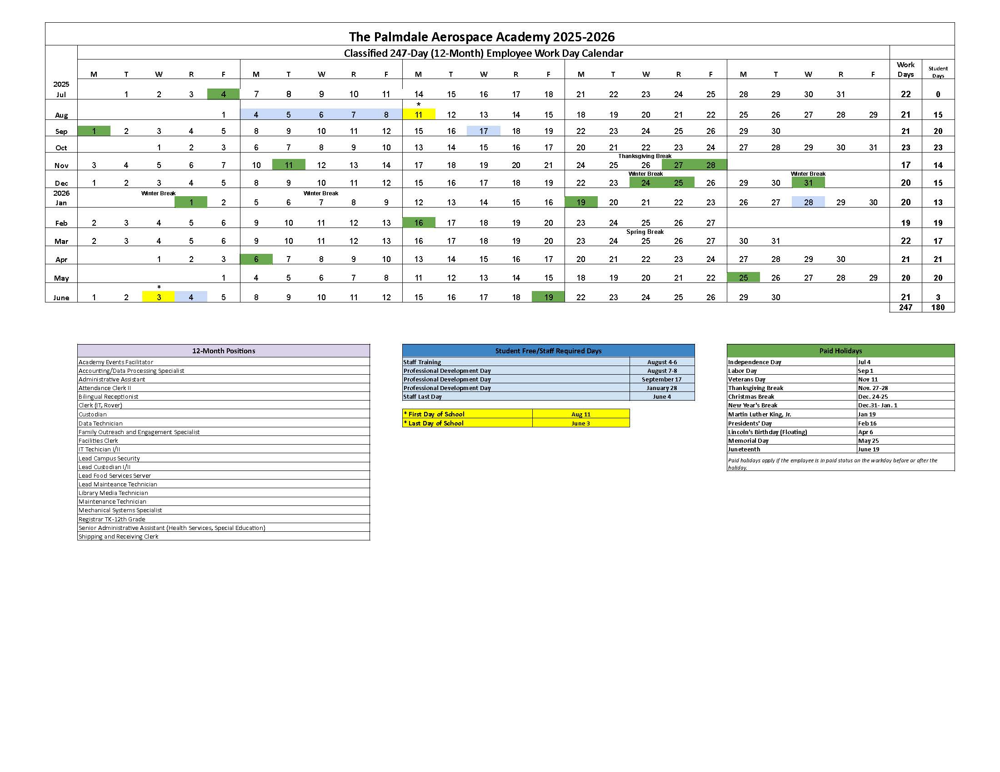 The Palmdale Aerospace Academy 2025-2026
Classified 247-Day (12-Month) Employee Work Day Calendar
M T W R F M T W R F M T W R F M T W R F M T W R F Work Days Student Days
2025
Jul 1 2 3 4 7 8 9 10 11 14 15 16 17 18 21 22 23 24 25 28 29 30 31 22 0
*
Aug 1 4 5 6 7 8 11 12 13 14 15 18 19 20 21 22 25 26 27 28 29 21 15
Sep 1 2 3 4 5 8 9 10 11 12 15 16 17 18 19 22 23 24 25 26 29 30 21 20
Oct 1 2 3 6 7 8 9 10 13 14 15 16 17 20 21 22 23 24 27 28 29 30 31 23 23
Thanksgiving Break
Nov 3 4 5 6 7 10 11 12 13 14 17 18 19 20 21 24 25 26 27 28 17 14
Winter Break Winter Break
Dec 1 2 3 4 5 8 9 10 11 12 15 16 17 18 19 22 23 24 25 26 29 30 31 20 15
2026 Winter Break Winter Break
Jan 1 2 5 6 7 8 9 12 13 14 15 16 19 20 21 22 23 26 27 28 29 30 20 13
Feb 2 3 4 5 6 9 10 11 12 13 16 17 18 19 20 23 24 25 26 27 19 19
Spring Break
Mar 2 3 4 5 6 9 10 11 12 13 16 17 18 19 20 23 24 25 26 27 30 31 22 17
Apr 1 2 3 6 7 8 9 10 13 14 15 16 17 20 21 22 23 24 27 28 29 30 21 21
May 1 4 5 6 7 8 11 12 13 14 15 18 19 20 21 22 25 26 27 28 29 20 20
*
June 1 2 3 4 5 8 9 10 11 12 15 16 17 18 19 22 23 24 25 26 29 30 21 3
247 180
12-Month Positions
Academy Events Facilitator
Accounting/Data Processing Specialist
Administrative Assistant
Attendance Clerk II
Bilingual Receptionist
Clerk (IT, Rover)
Custodian
Data Technician
Family Outreach and Engagement Specialist
Facilities Clerk
IT Techician I/II
Lead Campus Security
Lead Custodian I/II
Lead Food Services Server
Lead Mainteance Technician
Library Media Technician
Maintenance Technician
Mechanical Systems Specialist
Registrar TK-12th Grade
Senior Administrative Assistant (Health Services, Special Education)
Shipping and Receiving Clerk
Student Free/Staff Required Days
Staff Training August 4-6
Professional Development Day August 7-8
Professional Development Day September 17
Professional Development Day January 28
Staff Last Day June 4
* First Day of School Aug 11
* Last Day of School June 3
Paid Holidays
Independence Day Jul 4
Labor Day Sep 1
Veterans Day Nov 11
Thanksgiving Break Nov. 27-28
Christmas Break Dec. 24-25
New Year's Break Dec.31- Jan. 1
Martin Luther King, Jr. Jan 19
Presidents' Day Feb 16
Lincoln's Birthday (Floating) Apr 6
Memorial Day May 25
Juneteenth June 19
Paid holidays apply if the employee is in paid status on the workday before or after the
holiday.